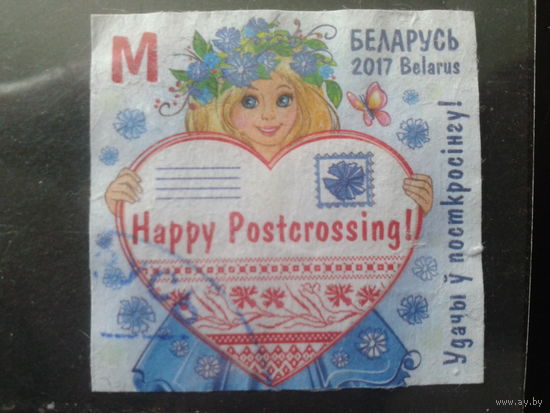 М
БЕЛАРУСЬ
2017 Belarus
Happy Postcrossing!
Удачы ў посткросінгу!
www.ay.by